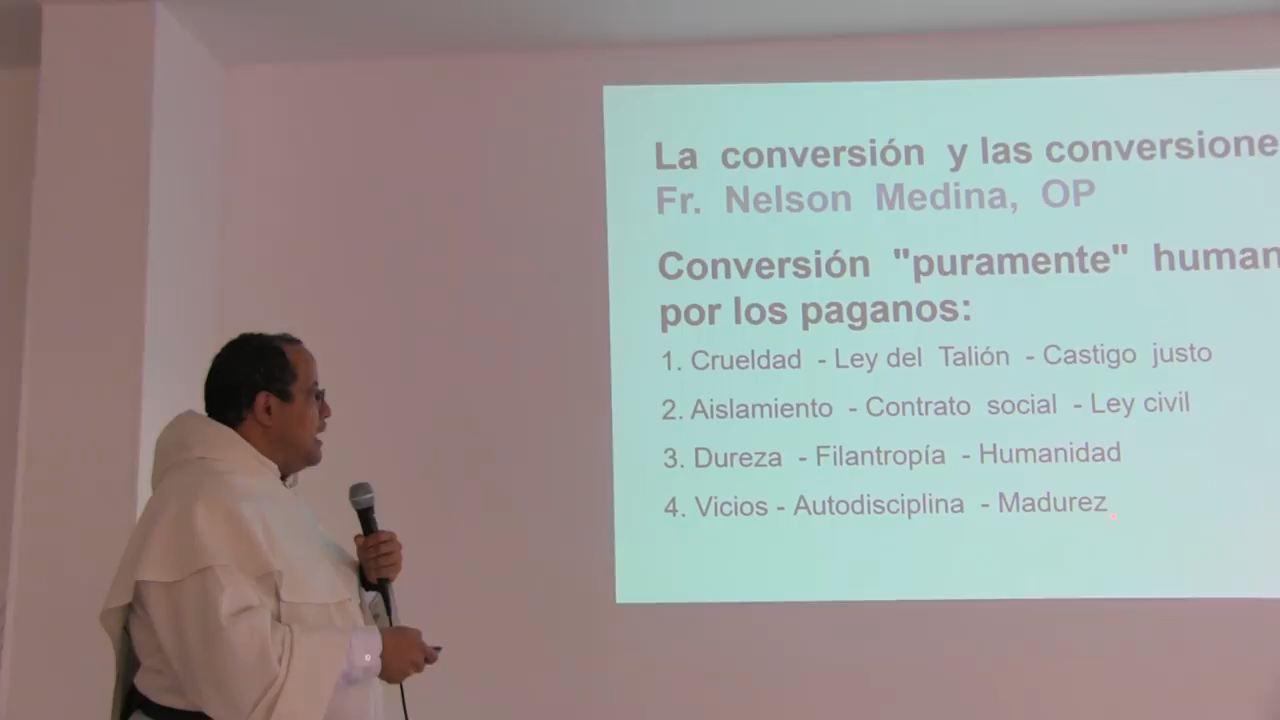 La conversión y las conversione
Fr. Nelson Medina, OP
Conversión "puramente" human
por los paganos:
1. Crueldad - Ley del Talión - Castigo justo
2. Aislamiento - Contrato social - Ley civil
3. Dureza - Filantropía - Humanidad
4. Vicios - Autodisciplina - Madurez